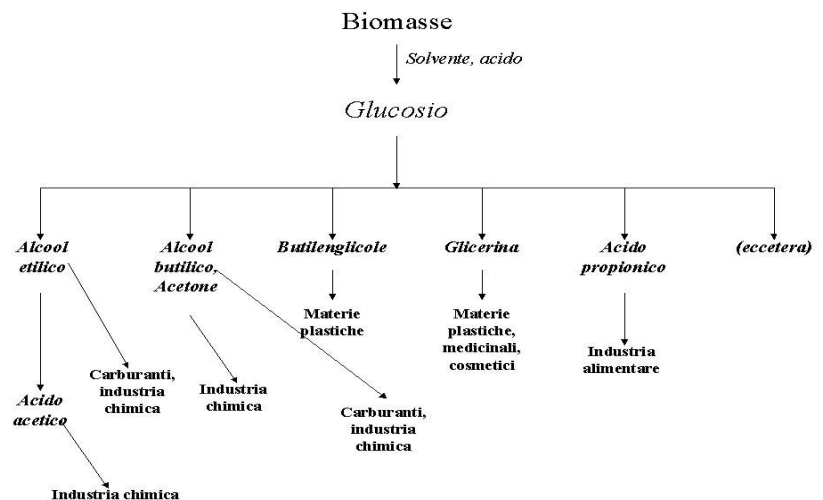 Biomasse
Solvente, acido
Glucosio
Alcool
etilico
Alcool
butilico,
Acetone
Butilenglicole
Glicerina
Acido
propionico
(eccetera)
Materie
plastiche
Materie
plastiche,
medicinali,
cosmetici
Industria
alimentare
Carburanti,
industria
chimica
Industria
chimica
Acido
acetico
Carburanti,
industria
chimica
Industria chimica